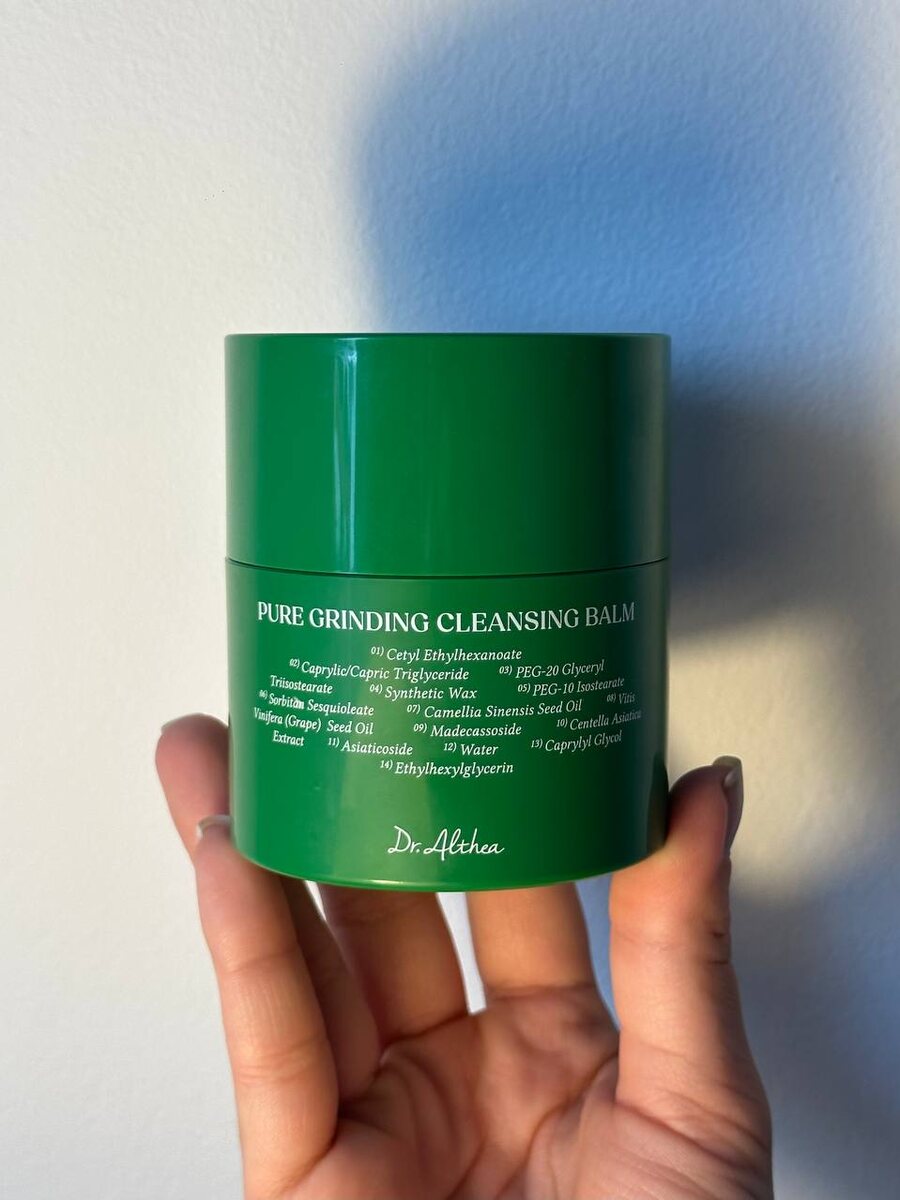 PURE GRINDING CLEANSING BALM
01) Cetyl Ethylhexanoate
02) Caprylic/Capric Triglyceride 03) PEG-20 Glyceryl
Triisostearate 04) Synthetic Wax 05) PEG-10 Isostearate
06) Sorbitan Sesquioleate 07) Camellia Sinensis Seed Oil 08) Vitis
Vinifera (Grape) Seed Oil 09) Madecassoside 10) Centella Asiatica
Extract 11) Asiaticoside 12) Water 13) Caprylyl Glycol
14) Ethylhexylglycerin
Dr. Althea